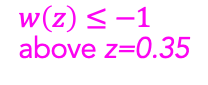 w(z) ≤ −1
above z=0.35